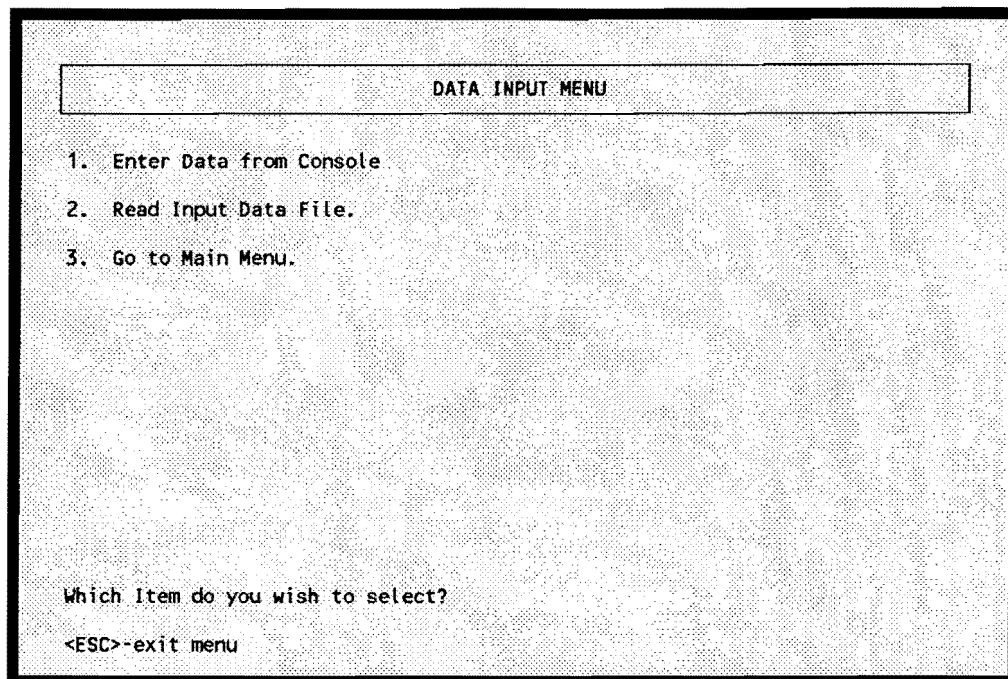 DATA INPUT MENU
1. Enter Data from Console
2. Read Input Data File.
3. Go to Main Menu.
Which Item do you wish to select?
<ESC>-exit menu